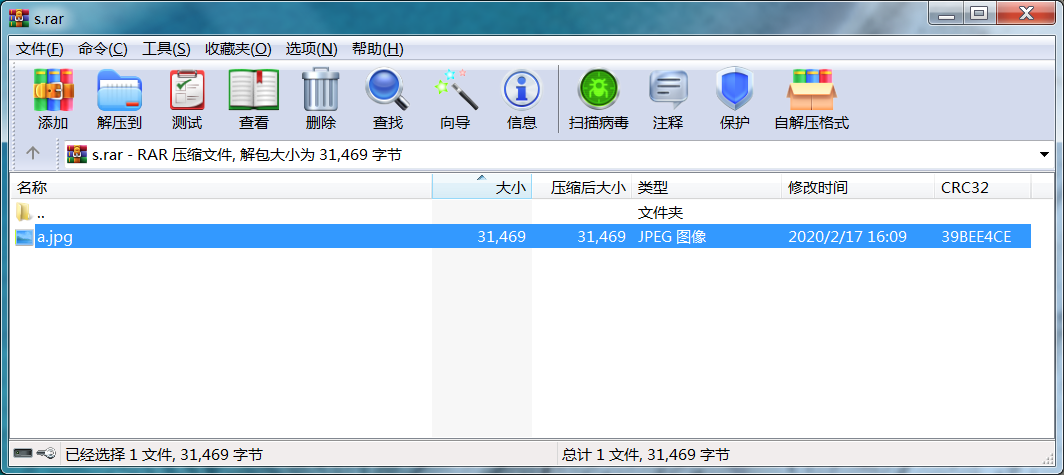 s.rar
文件(F) 命令(C) 工具(S) 收藏夹(O) 选项(N) 帮助(H)
添加 解压到 测试 查看 删除 查找 向导 信息 扫描病毒 注释 保护 自解压格式
s.rar - RAR 压缩文件, 解包大小为 31,469 字节
名称 大小 压缩后大小 类型 修改时间 CRC32
.. 文件夹
a.jpg 31,469 31,469 JPEG 图像 2020/2/17 16:09 39BEE4CE
已经选择 1 文件, 31,469 字节 总计 1 文件, 31,469 字节